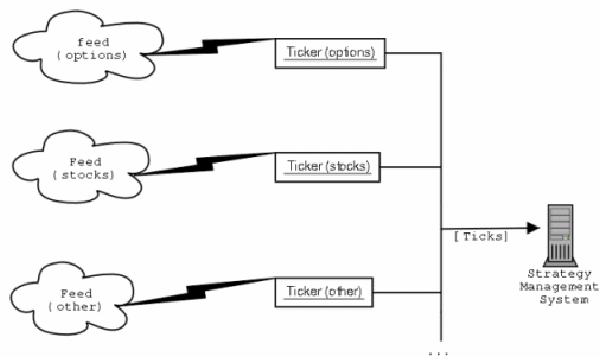 feed
(options)
Ticker (options)
Feed
(stocks)
Ticker (stocks)
[Ticks]
Strategy
Management
System
Feed
(other)
Ticker (other)
...